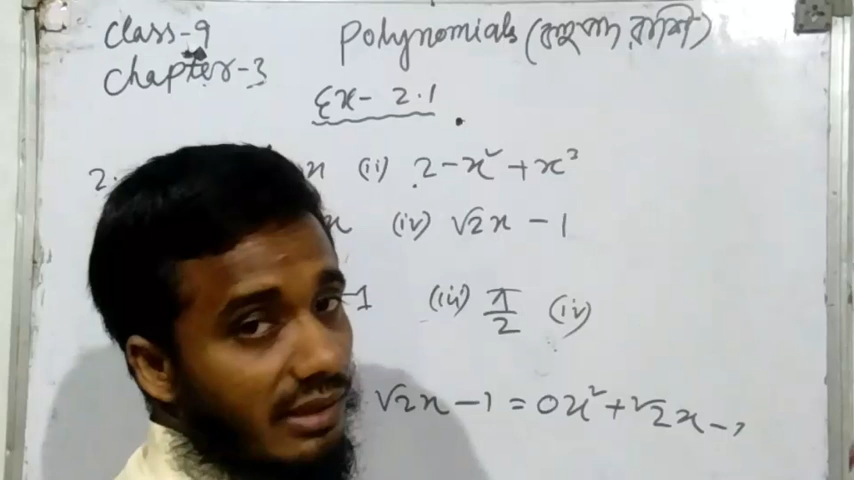 Class-9 Polynomials (বহুপদ রাশি)
Chapter-3
Ex- 2.1
2. x (ii) 2-x²+x³
x (iv) √2x - 1
-1 (iii) π/2 (iv)
√2x - 1 = 0x² + √2x -